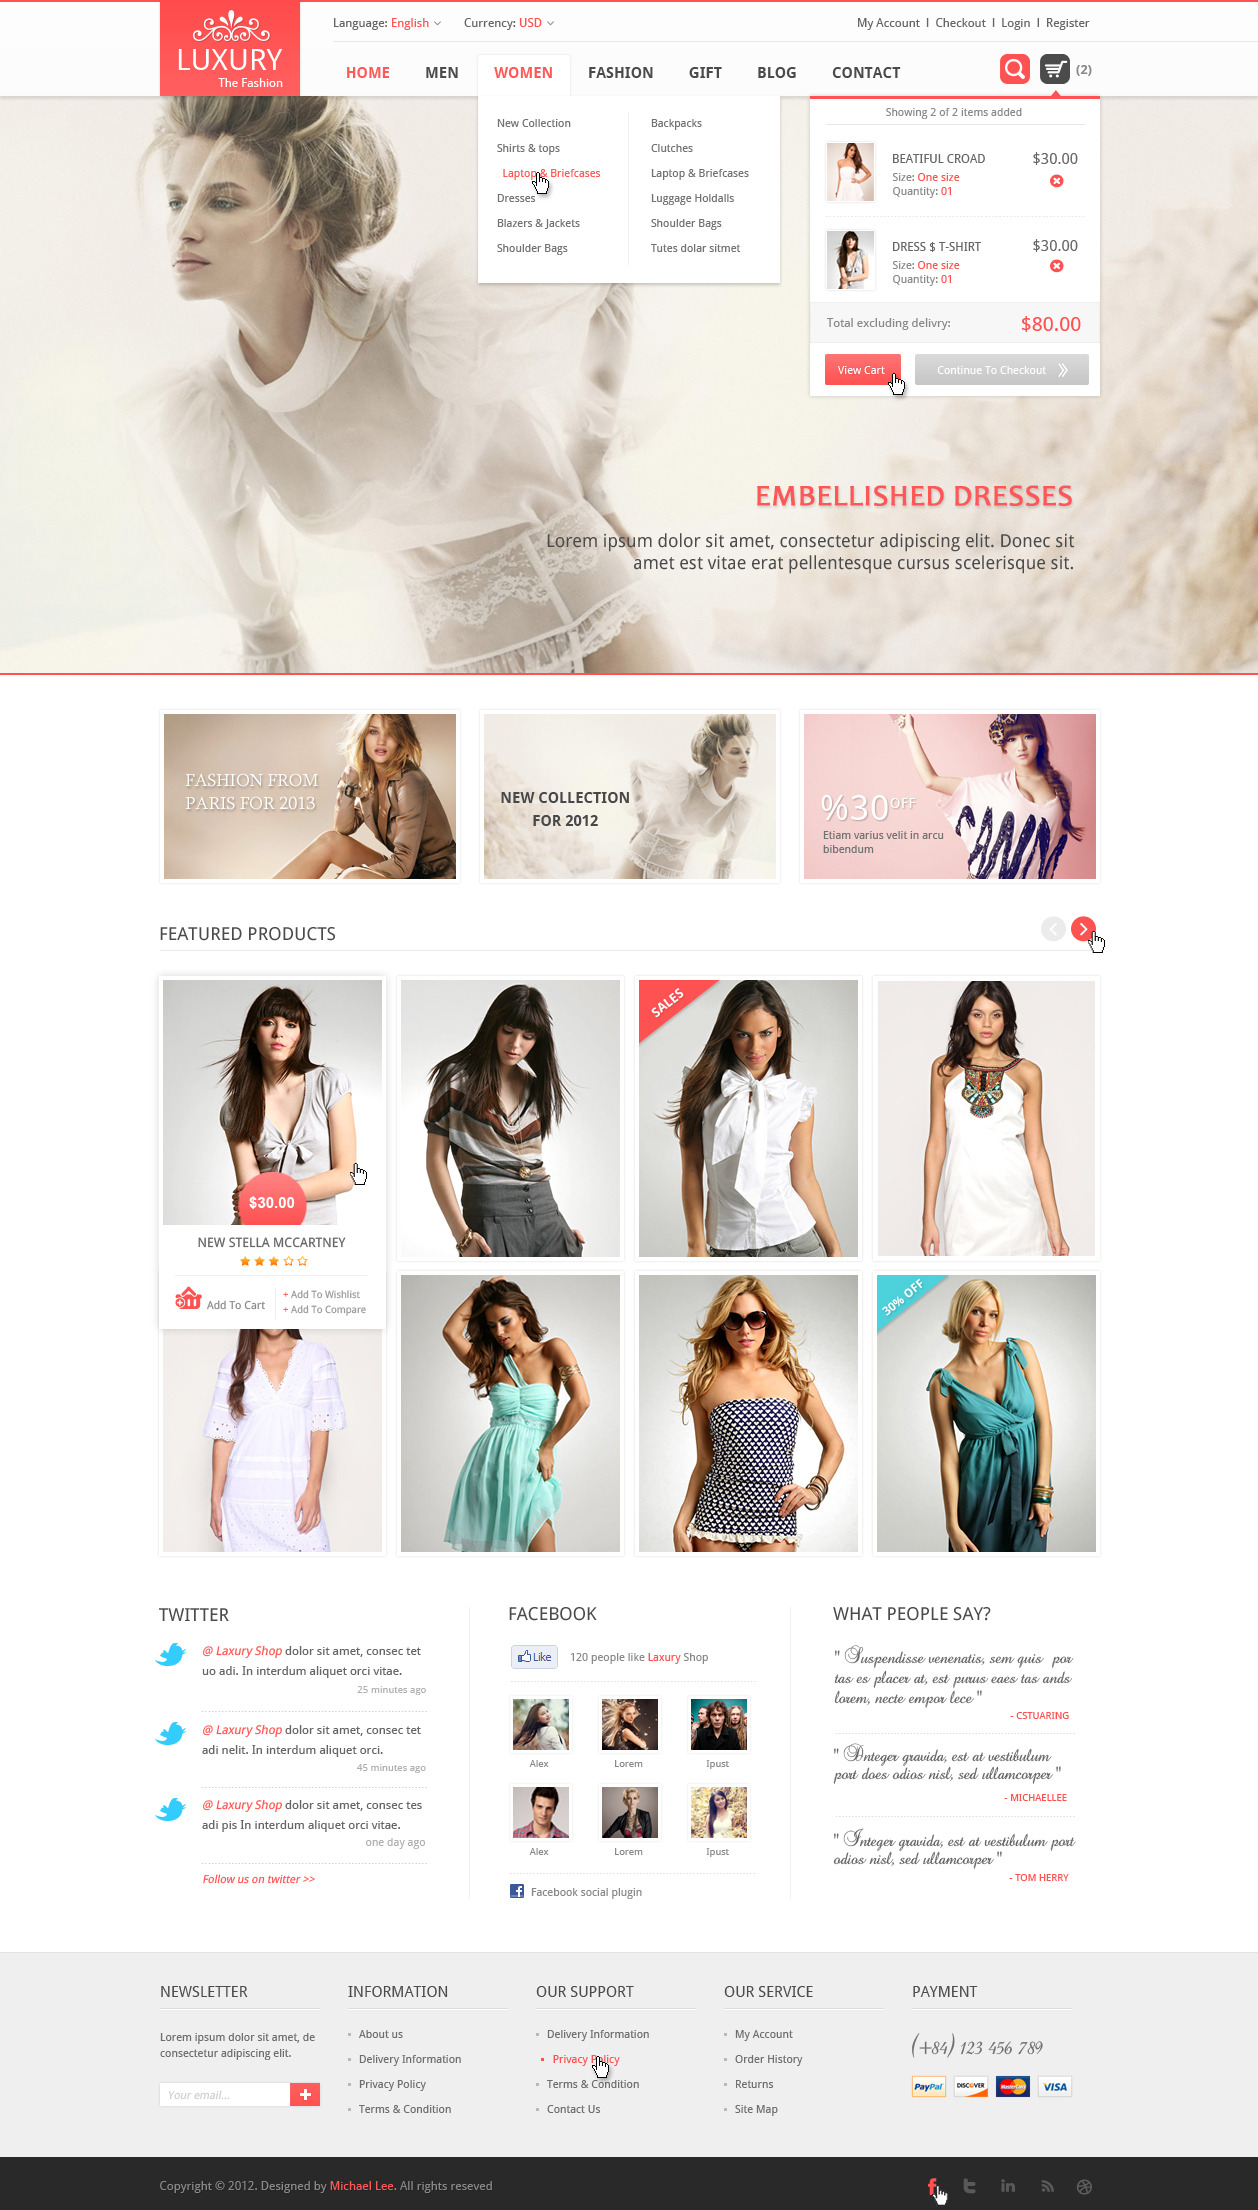 LUXURY
The Fashion
Language: English
Currency: USD
My Account | Checkout | Login | Register
HOME MEN WOMEN FASHION GIFT BLOG CONTACT
(2)
New Collection
Shirts & tops
Laptop & Briefcases
Dresses
Blazers & Jackets
Shoulder Bags
Backpacks
Clutches
Laptop & Briefcases
Luggage Holdalls
Shoulder Bags
Tutes dolar sitmet
Showing 2 of 2 items added
BEATIFUL CROAD $30.00
Size: One size
Quantity: 01
DRESS $ T-SHIRT $30.00
Size: One size
Quantity: 01
Total excluding delivry: $80.00
View Cart
Continue To Checkout
EMBELLISHED DRESSES
Lorem ipsum dolor sit amet, consectetur adipiscing elit. Donec sit
amet est vitae erat pellentesque cursus scelerisque sit.
FASHION FROM
PARIS FOR 2013
NEW COLLECTION
FOR 2012
%30 OFF
Etiam varius velit in arcu
bibendum
FEATURED PRODUCTS
SALES
$30.00
NEW STELLA MCCARTNEY
Add To Cart
+ Add To Wishlist
+ Add To Compare
30% OFF
TWITTER
@ Laxury Shop dolor sit amet, consec tet
uo adi. In interdum aliquet orci vitae.
25 minutes ago
@ Laxury Shop dolor sit amet, consec tet
adi nelit. In interdum aliquet orci.
45 minutes ago
@ Laxury Shop dolor sit amet, consec tes
adi pis In interdum aliquet orci vitae.
one day ago
Follow us on twitter >>
FACEBOOK
Like
120 people like Laxury Shop
Alex Lorem Ipust
Alex Lorem Ipust
Facebook social plugin
WHAT PEOPLE SAY?
" Suspendisse venenatis, sem quis por
tas es placer at, est purus eaes tas ands
lorem, necte empor lece "
- CSTUARING
" Integer gravida, est at vestibulum
port does odios nisl, sed ullamcorper "
- MICHAELLEE
" Integer gravida, est at vestibulum port
odios nisl, sed ullamcorper "
- TOM HERRY
NEWSLETTER
Lorem ipsum dolor sit amet, de
consectetur adipiscing elit.
Your email...
INFORMATION
About us
Delivery Information
Privacy Policy
Terms & Condition
OUR SUPPORT
Delivery Information
Privacy Policy
Terms & Condition
Contact Us
OUR SERVICE
My Account
Order History
Returns
Site Map
PAYMENT
(+84) 123 456 789
PayPal DISCOVER MasterCard VISA
Copyright © 2012. Designed by Michael Lee. All rights reseved